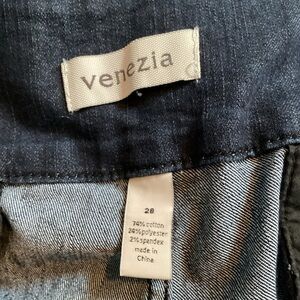 venezia
28
74% cotton
24% polyester
2% spandex
made in
China